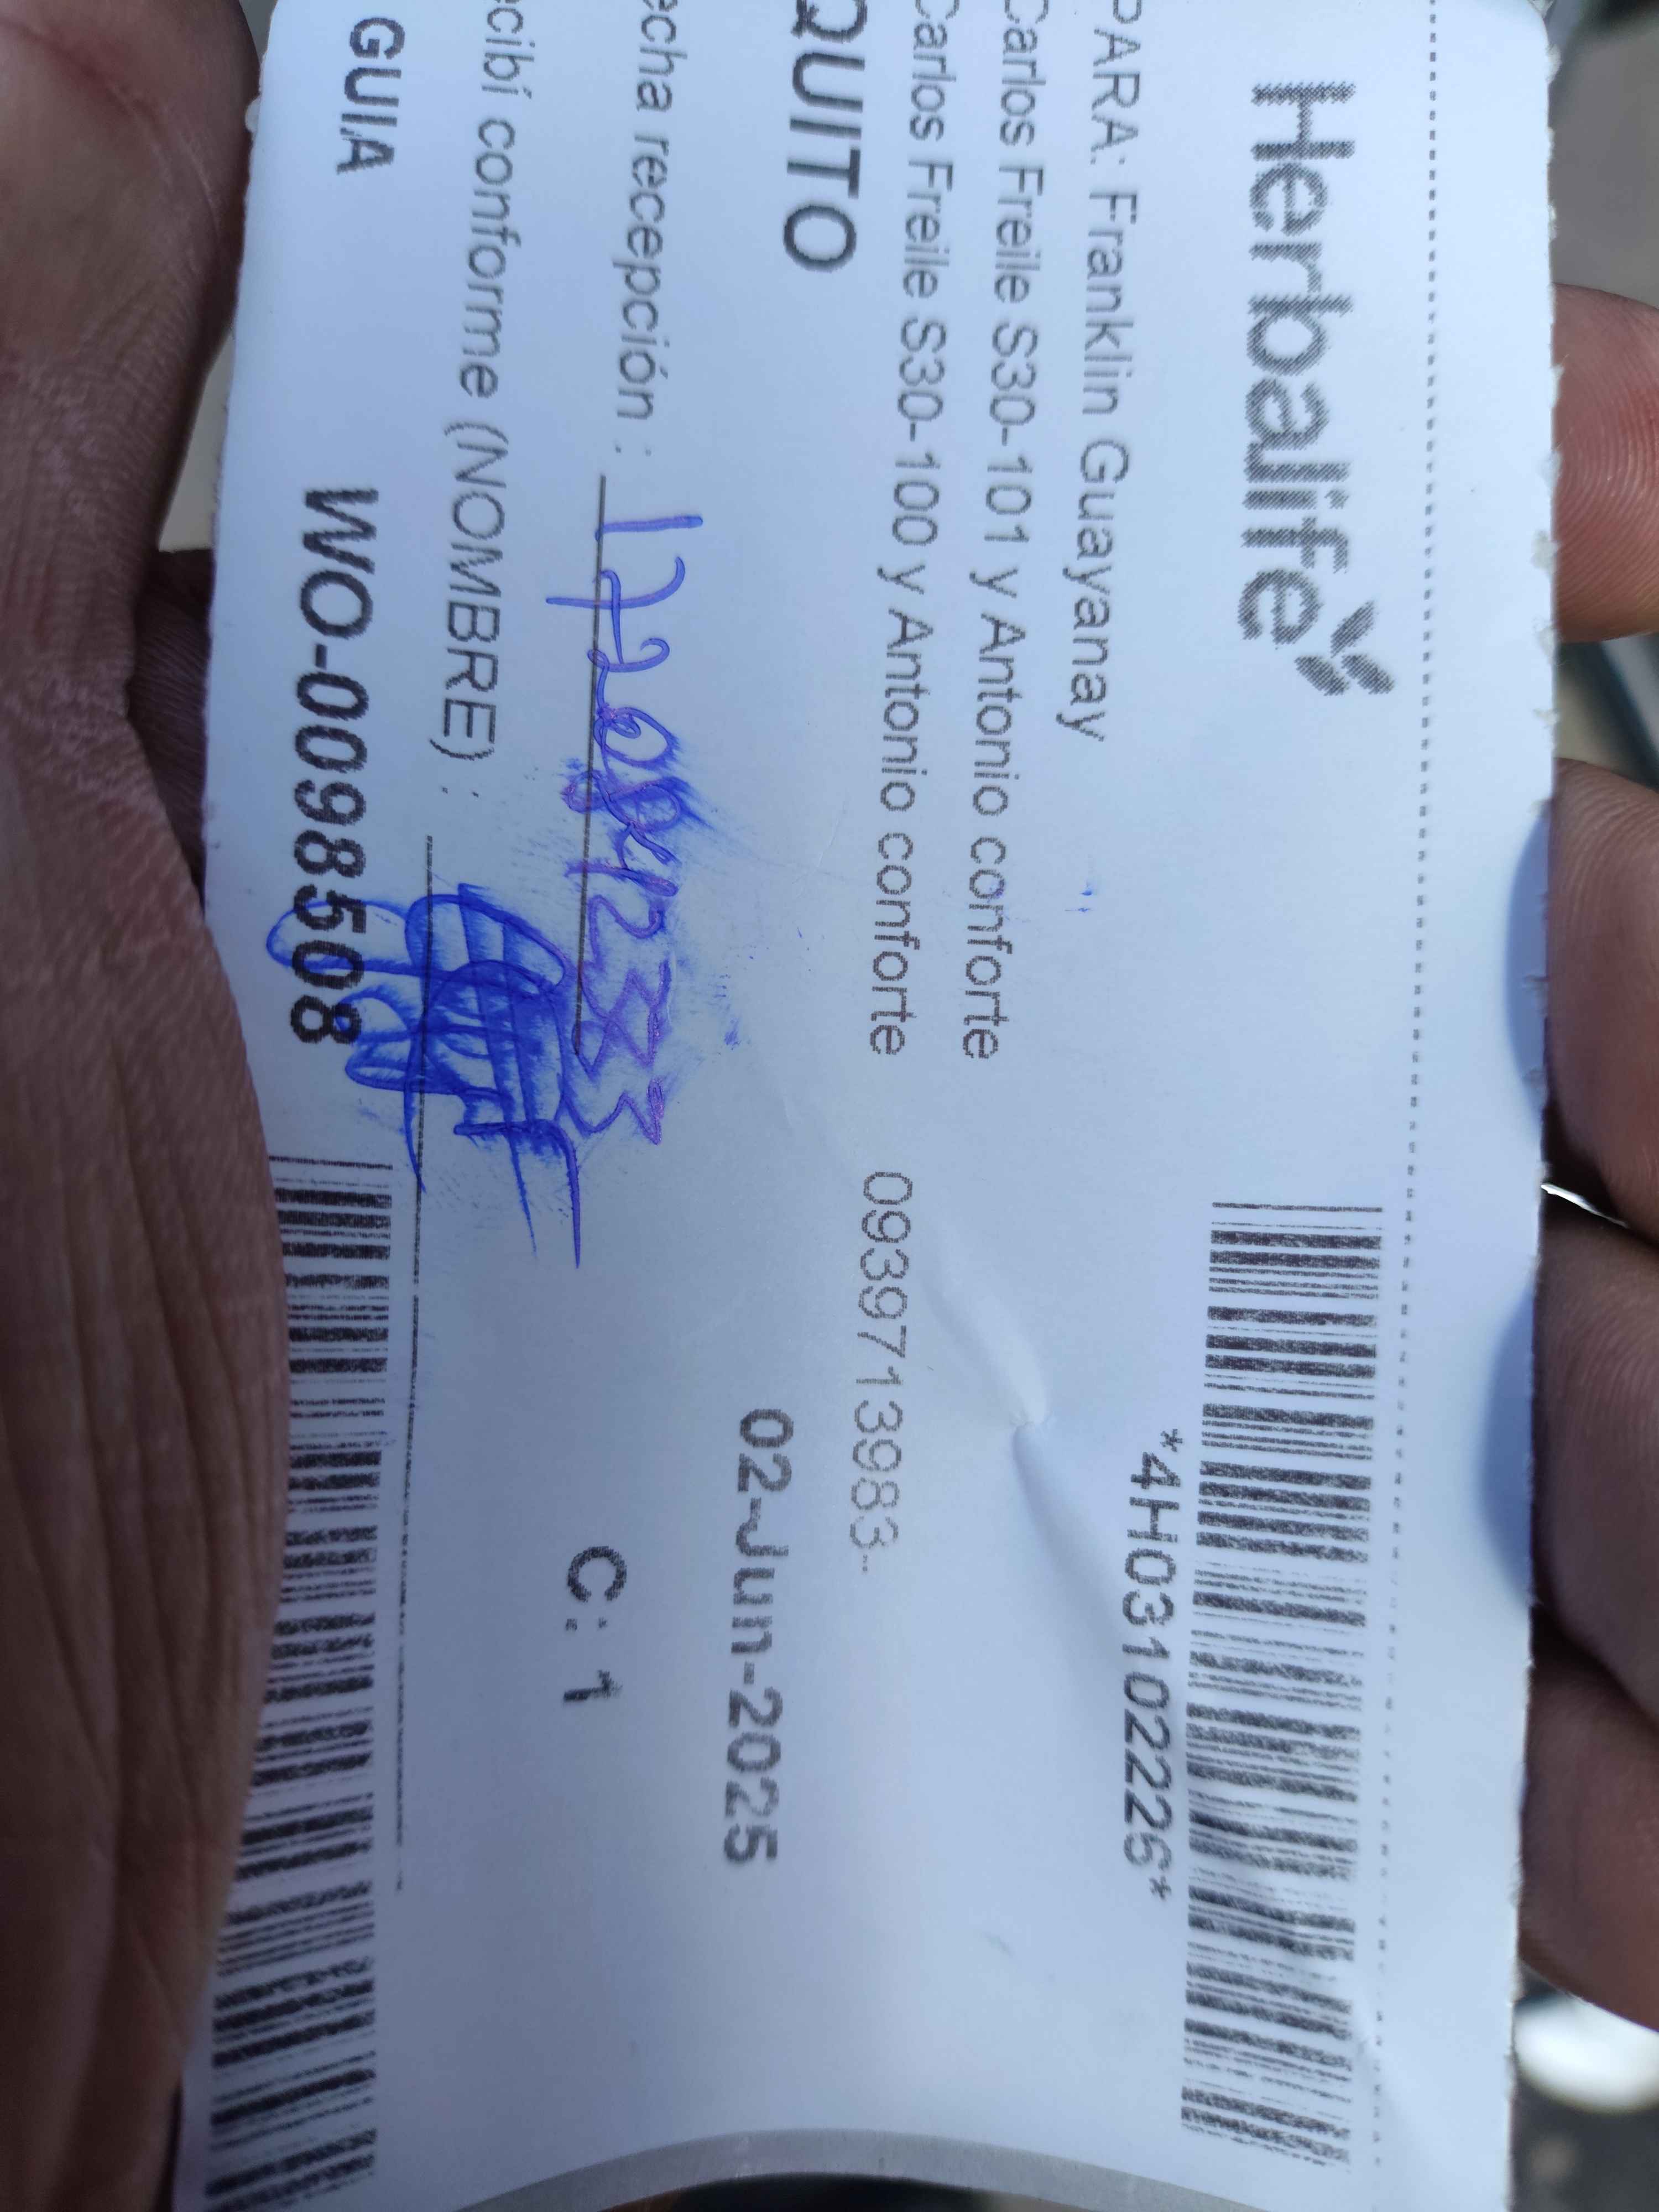 Herbalife
*4H03102226*
PARA: Franklin Guayanay
Carlos Freile S30-101 y Antonio conforte
Carlos Freile S30-100 y Antonio conforte 0939713983..
QUITO
02-Jun-2025
echa recepción :
C: 1
ecibí conforme (NOMBRE) :
GUIA WO-00985508